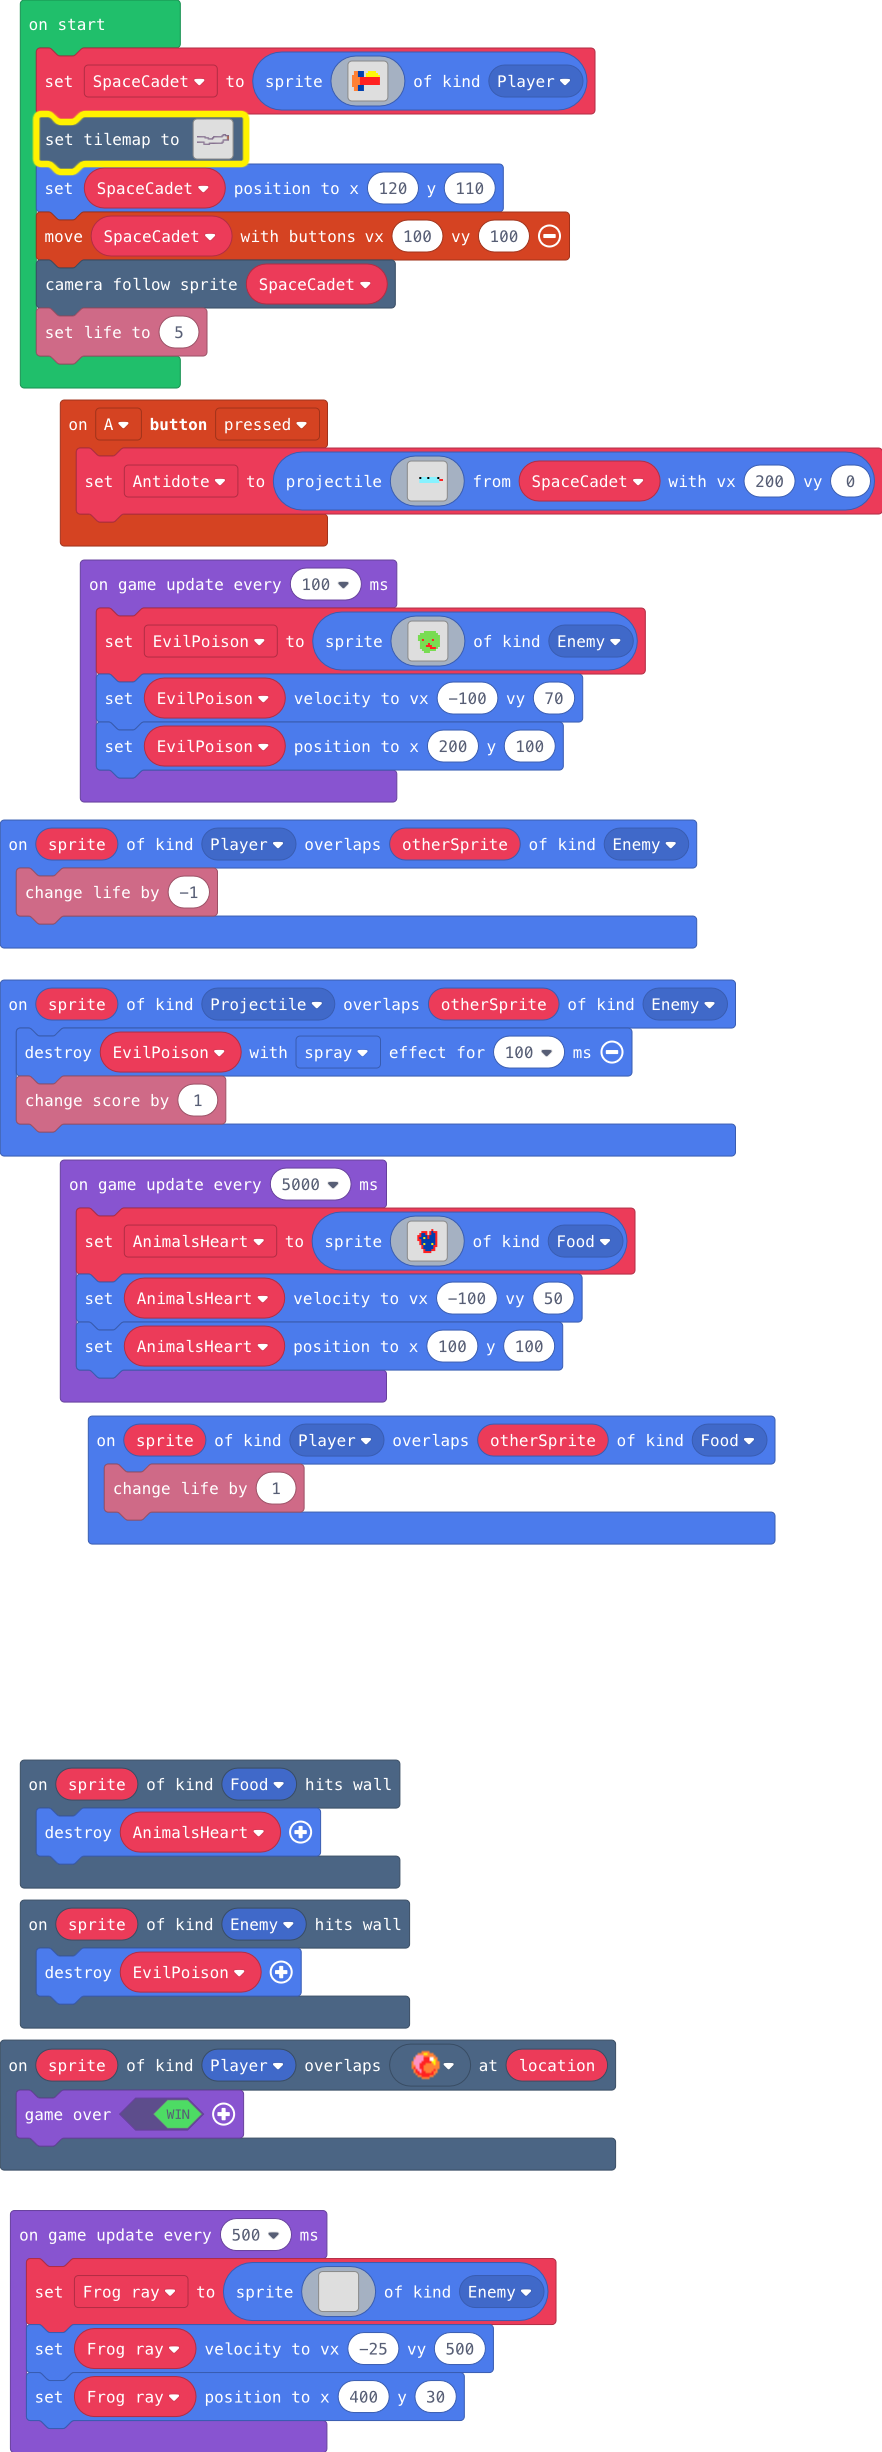 on start
set SpaceCadet to sprite of kind Player
set tilemap to
set SpaceCadet position to x 120 y 110
move SpaceCadet with buttons vx 100 vy 100
camera follow sprite SpaceCadet
set life to 5
on A button pressed
set Antidote to projectile from SpaceCadet with vx 200 vy 0
on game update every 100 ms
set EvilPoison to sprite of kind Enemy
set EvilPoison velocity to vx -100 vy 70
set EvilPoison position to x 200 y 100
on sprite of kind Player overlaps otherSprite of kind Enemy
change life by -1
on sprite of kind Projectile overlaps otherSprite of kind Enemy
destroy EvilPoison with spray effect for 100 ms
change score by 1
on game update every 5000 ms
set AnimalsHeart to sprite of kind Food
set AnimalsHeart velocity to vx -100 vy 50
set AnimalsHeart position to x 100 y 100
on sprite of kind Player overlaps otherSprite of kind Food
change life by 1
on sprite of kind Food hits wall
destroy AnimalsHeart
on sprite of kind Enemy hits wall
destroy EvilPoison
on sprite of kind Player overlaps at location
game over WIN
on game update every 500 ms
set Frog ray to sprite of kind Enemy
set Frog ray velocity to vx -25 vy 500
set Frog ray position to x 400 y 30